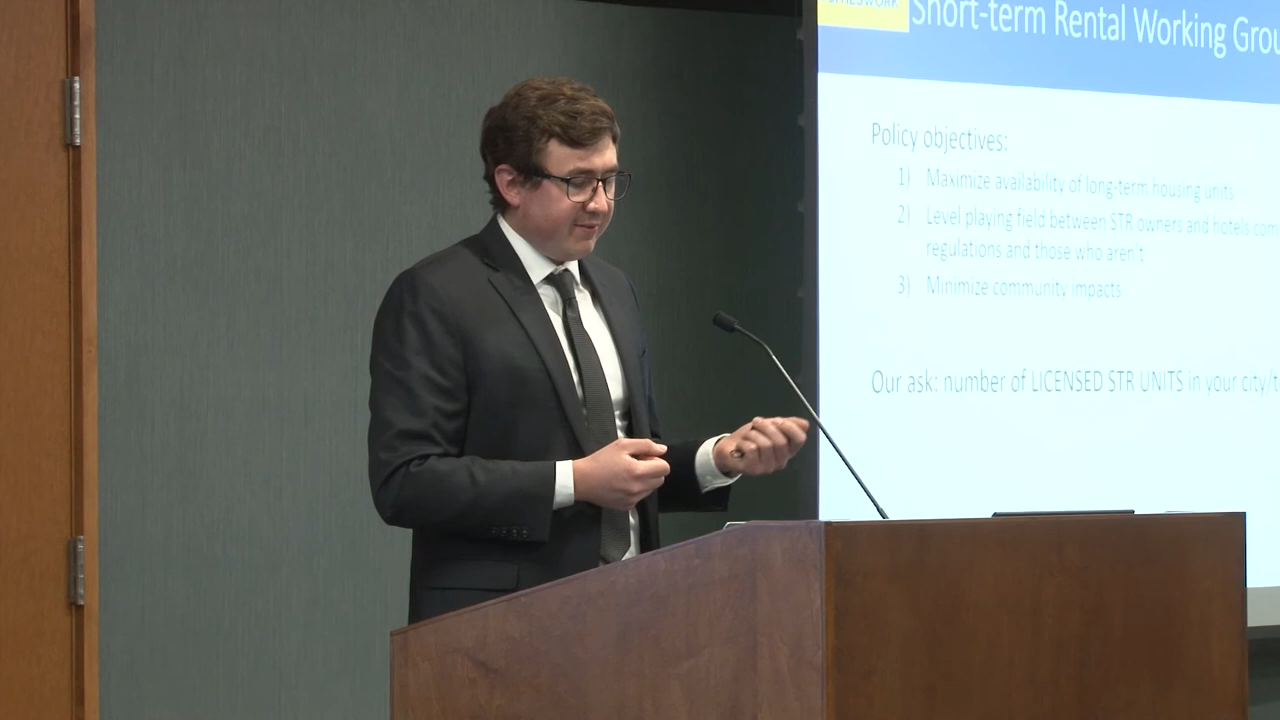 CITIESWORK
Short-term Rental Working Grou
Policy objectives:
1) Maximize availability of long-term housing units
2) Level playing field between STR owners and hotels com
regulations and those who aren't
3) Minimize community impacts
Our ask: number of LICENSED STR UNITS in your city/t